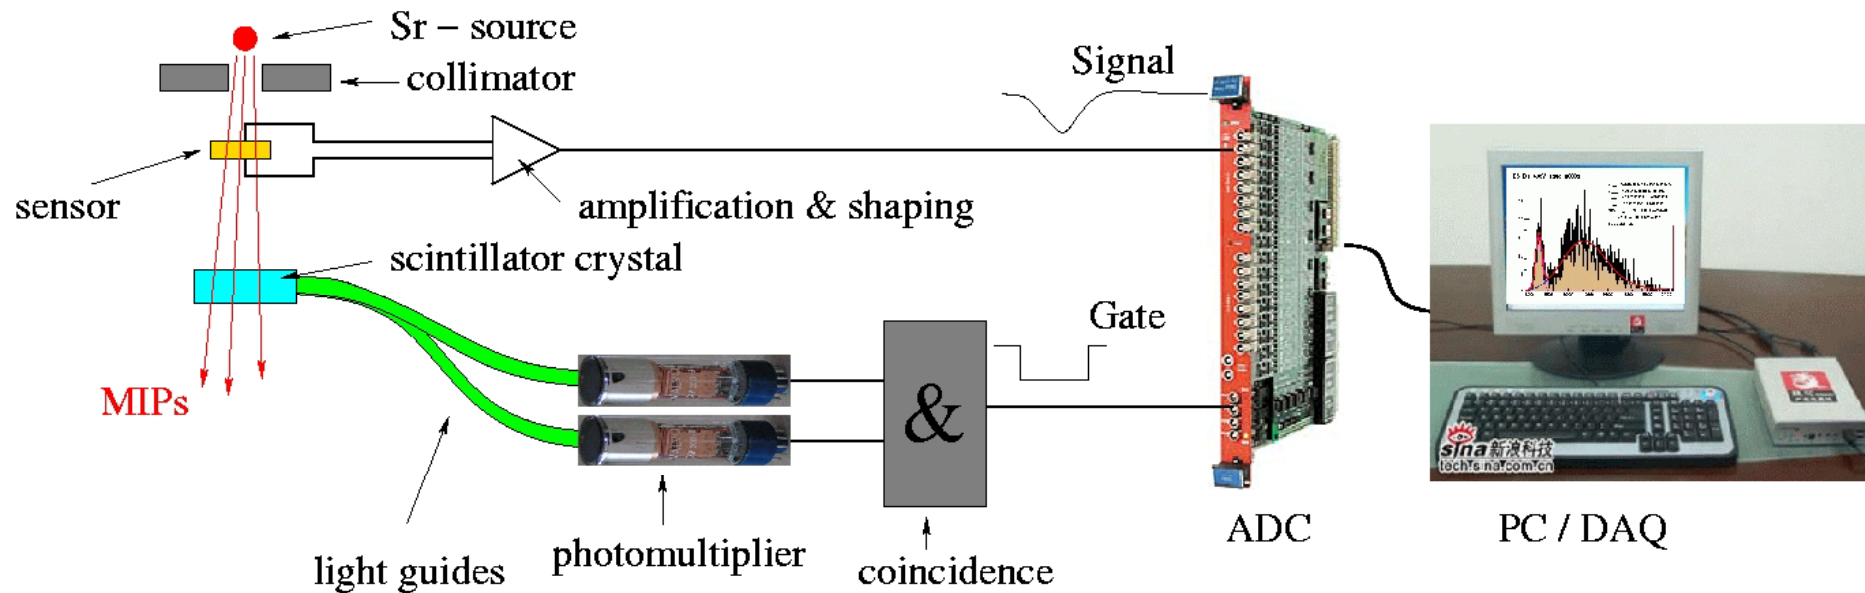 Sr – source
collimator
Signal
sensor
amplification & shaping
scintillator crystal
Gate
MIPs
&
light guides
photomultiplier
coincidence
ADC
PC / DAQ
sina新浪科技
tech.sina.com.cn